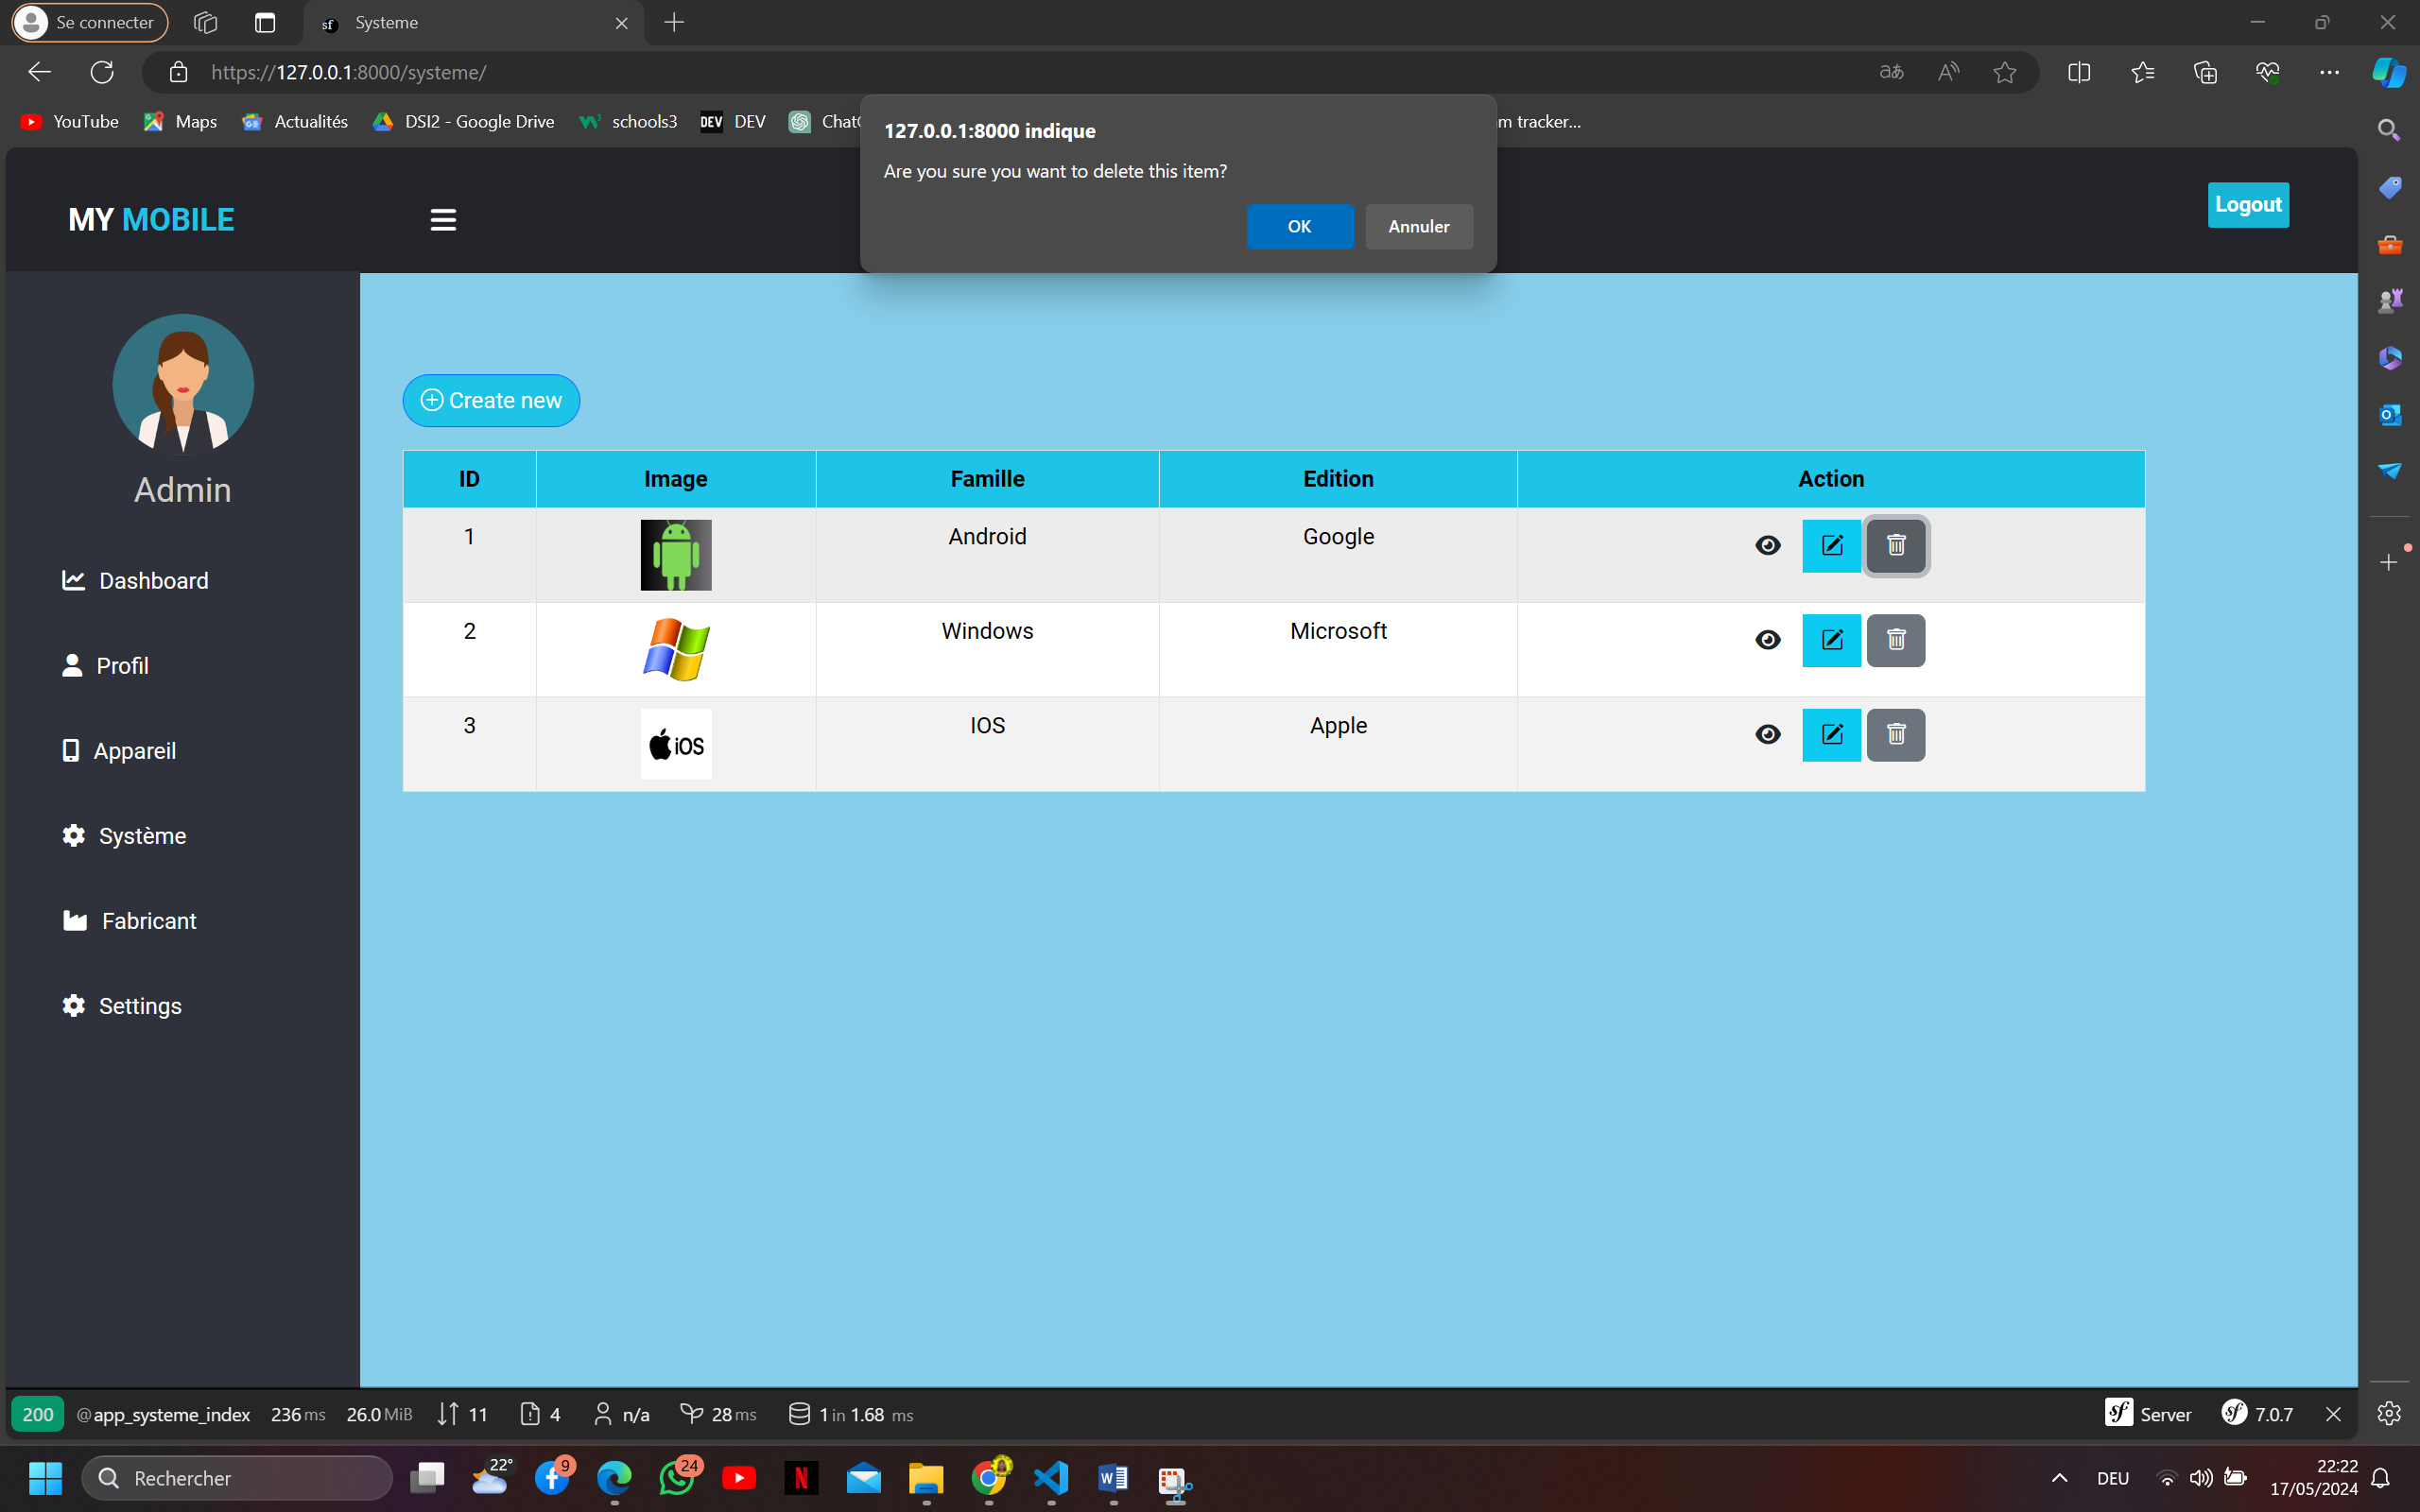 Se connecter
sf Systeme
https://127.0.0.1:8000/systeme/
YouTube Maps Actualités DSI2 - Google Drive schools3 DEV DEV m tracker...
127.0.0.1:8000 indique
Are you sure you want to delete this item?
OK Annuler
MY MOBILE
Logout
Admin
Dashboard
Profil
Appareil
Système
Fabricant
Settings
Create new
ID Image Famille Edition Action
1 Android Google
2 Windows Microsoft
3 iOS IOS Apple
200 @app_systeme_index 236 ms 26.0 MiB 11 4 n/a 28 ms 1 in 1.68 ms sf Server sf 7.0.7
Rechercher 22° 9 24 N W DEU 22:22
17/05/2024